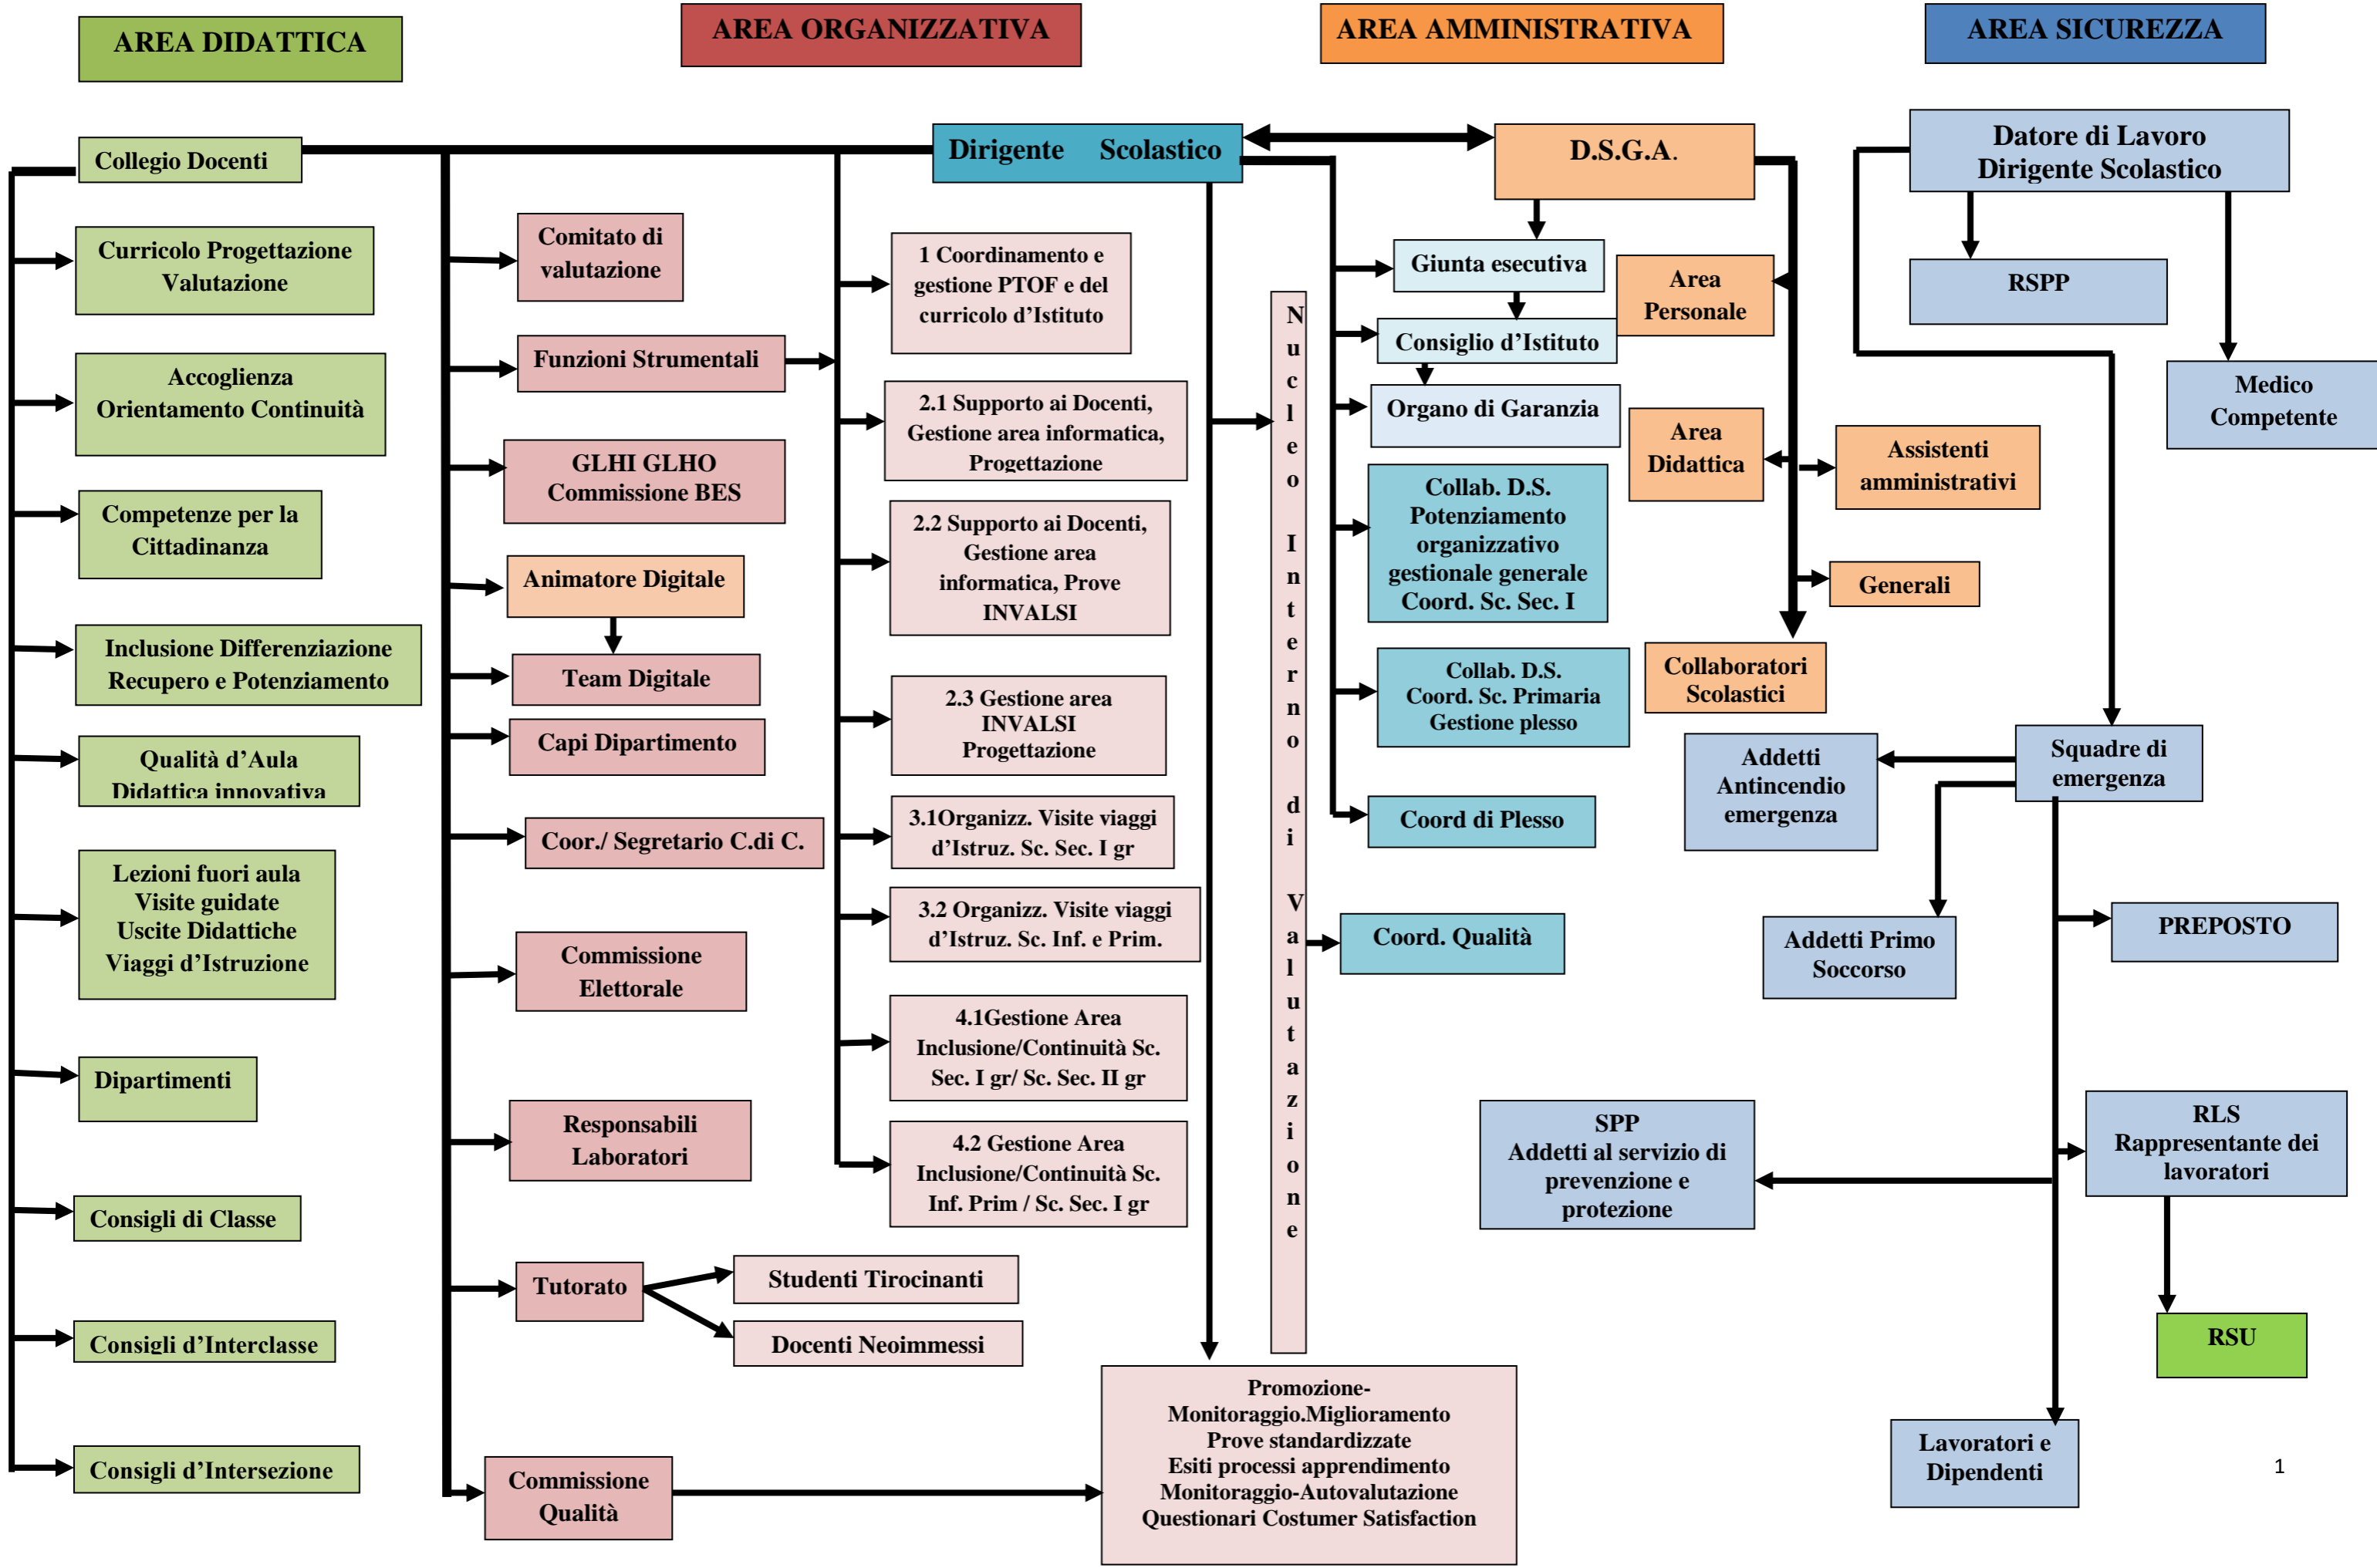 AREA DIDATTICA
AREA ORGANIZZATIVA
AREA AMMINISTRATIVA
AREA SICUREZZA
Collegio Docenti
Curricolo Progettazione
Valutazione
Accoglienza
Orientamento Continuità
Competenze per la
Cittadinanza
Inclusione Differenziazione
Recupero e Potenziamento
Qualità d’Aula
Didattica innovativa
Lezioni fuori aula
Visite guidate
Uscite Didattiche
Viaggi d’Istruzione
Dipartimenti
Consigli di Classe
Consigli d’Interclasse
Consigli d’Intersezione
Comitato di
valutazione
Funzioni Strumentali
GLHI GLHO
Commissione BES
Animatore Digitale
Team Digitale
Capi Dipartimento
Coor./ Segretario C.di C.
Commissione
Elettorale
Responsabili
Laboratori
Tutorato
Studenti Tirocinanti
Docenti Neoimmessi
Commissione
Qualità
Dirigente Scolastico
1 Coordinamento e
gestione PTOF e del
curricolo d’Istituto
2.1 Supporto ai Docenti,
Gestione area informatica,
Progettazione
2.2 Supporto ai Docenti,
Gestione area
informatica, Prove
INVALSI
2.3 Gestione area
INVALSI
Progettazione
3.1Organizz. Visite viaggi
d’Istruz. Sc. Sec. I gr
3.2 Organizz. Visite viaggi
d’Istruz. Sc. Inf. e Prim.
4.1Gestione Area
Inclusione/Continuità Sc.
Sec. I gr/ Sc. Sec. II gr
4.2 Gestione Area
Inclusione/Continuità Sc.
Inf. Prim / Sc. Sec. I gr
Nucleo Interno di Valutazione
Promozione-
Monitoraggio.Miglioramento
Prove standardizzate
Esiti processi apprendimento
Monitoraggio-Autovalutazione
Questionari Costumer Satisfaction
D.S.G.A.
Giunta esecutiva
Consiglio d’Istituto
Organo di Garanzia
Collab. D.S.
Potenziamento
organizzativo
gestionale generale
Coord. Sc. Sec. I
Collab. D.S.
Coord. Sc. Primaria
Gestione plesso
Coord di Plesso
Coord. Qualità
Area
Personale
Area
Didattica
Assistenti
amministrativi
Generali
Collaboratori
Scolastici
Datore di Lavoro
Dirigente Scolastico
RSPP
Medico
Competente
Squadre di
emergenza
Addetti
Antincendio
emergenza
Addetti Primo
Soccorso
PREPOSTO
SPP
Addetti al servizio di
prevenzione e
protezione
RLS
Rappresentante dei
lavoratori
RSU
Lavoratori e
Dipendenti
1